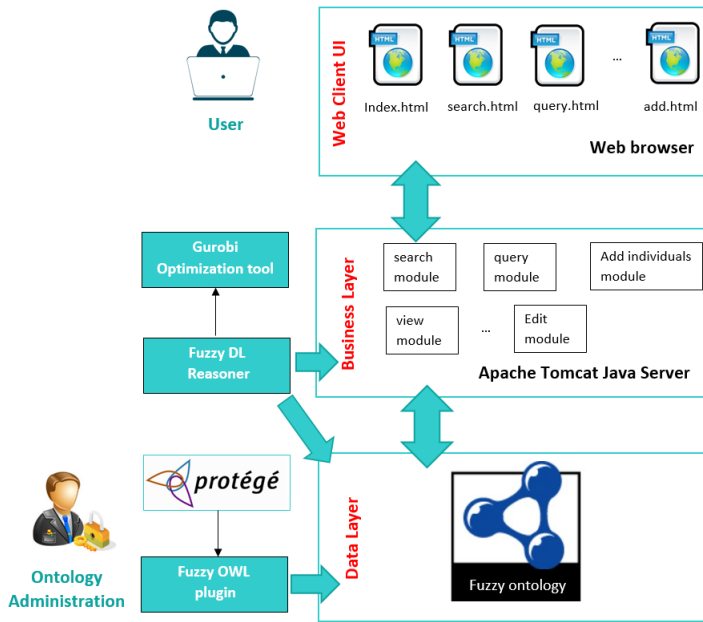 User
Web Client UI
HTML
HTML
HTML
HTML
...
Index.html
search.html
query.html
add.html
Web browser
Gurobi
Optimization tool
Fuzzy DL
Reasoner
Business Layer
search
module
query
module
Add individuals
module
view
module
...
Edit
module
Apache Tomcat Java Server
protégé
Ontology
Administration
Fuzzy OWL
plugin
Data Layer
Fuzzy ontology